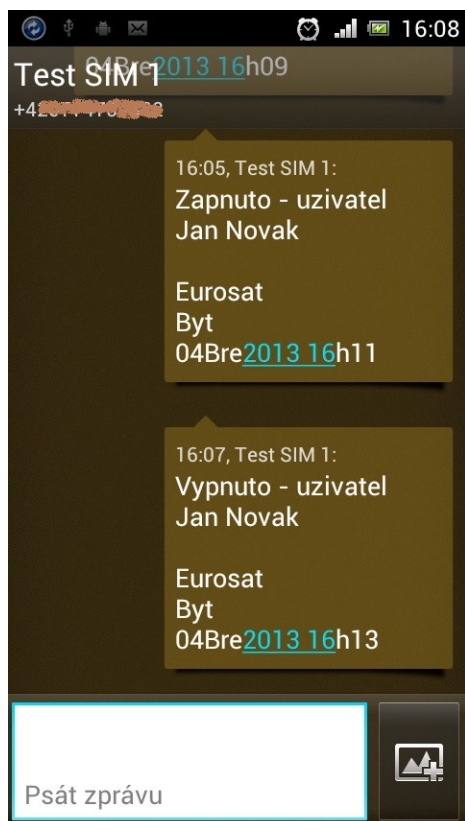 16:08
04Bre2013 16h09
Test SIM 1
16:05, Test SIM 1:
Zapnuto - uzivatel
Jan Novak
Eurosat
Byt
04Bre2013 16h11
16:07, Test SIM 1:
Vypnuto - uzivatel
Jan Novak
Eurosat
Byt
04Bre2013 16h13
Psát zprávu